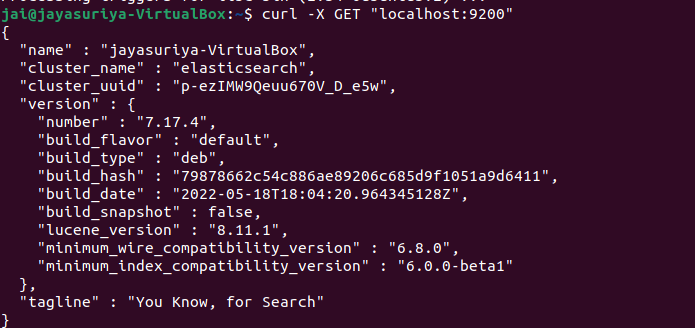 jai@jayasuriya-VirtualBox:~$ curl -X GET "localhost:9200"
{
  "name" : "jayasuriya-VirtualBox",
  "cluster_name" : "elasticsearch",
  "cluster_uuid" : "p-ezIMW9Qeuu670V_D_e5w",
  "version" : {
    "number" : "7.17.4",
    "build_flavor" : "default",
    "build_type" : "deb",
    "build_hash" : "79878662c54c886ae89206c685d9f1051a9d6411",
    "build_date" : "2022-05-18T18:04:20.964345128Z",
    "build_snapshot" : false,
    "lucene_version" : "8.11.1",
    "minimum_wire_compatibility_version" : "6.8.0",
    "minimum_index_compatibility_version" : "6.0.0-beta1"
  },
  "tagline" : "You Know, for Search"
}